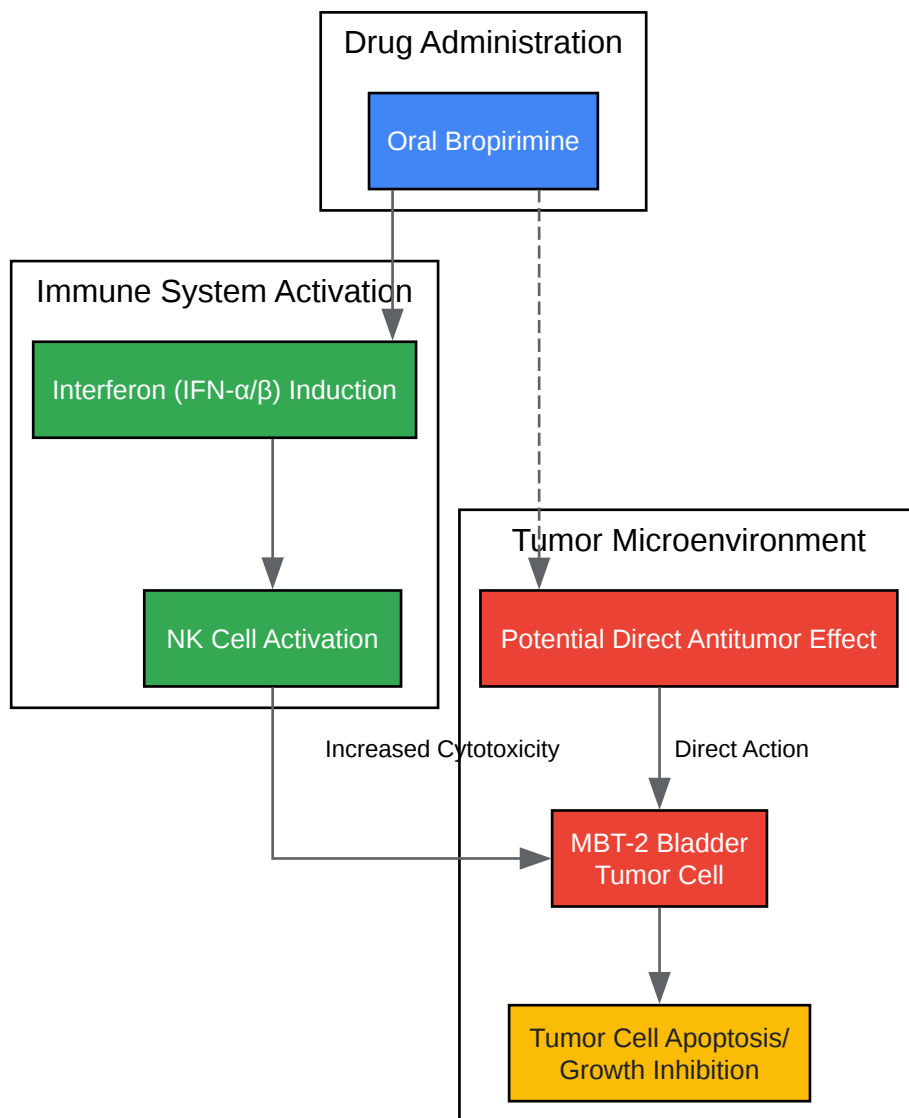 Drug Administration
Oral Bropirimine
Immune System Activation
Interferon (IFN-α/β) Induction
NK Cell Activation
Tumor Microenvironment
Potential Direct Antitumor Effect
Increased Cytotoxicity
Direct Action
MBT-2 Bladder
Tumor Cell
Tumor Cell Apoptosis/
Growth Inhibition